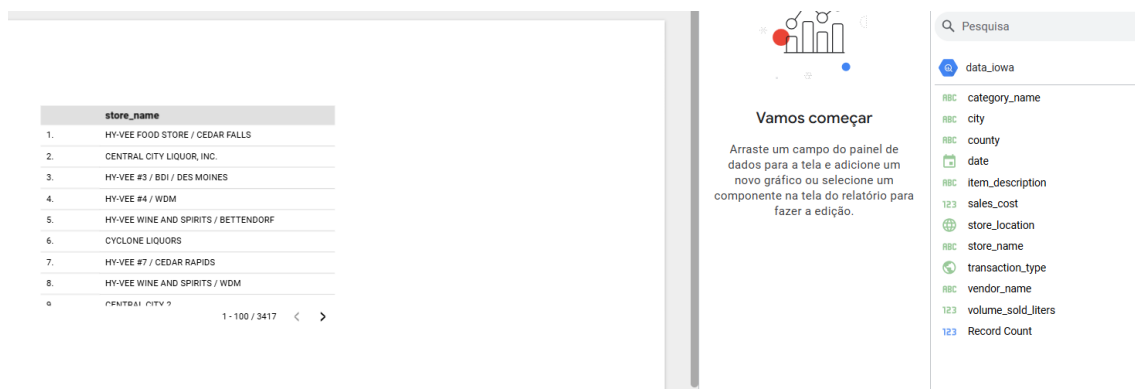 store_name
1. HY-VEE FOOD STORE / CEDAR FALLS
2. CENTRAL CITY LIQUOR, INC.
3. HY-VEE #3 / BDI / DES MOINES
4. HY-VEE #4 / WDM
5. HY-VEE WINE AND SPIRITS / BETTENDORF
6. CYCLONE LIQUORS
7. HY-VEE #7 / CEDAR RAPIDS
8. HY-VEE WINE AND SPIRITS / WDM
9. CENTRAL CITY 2
1 - 100 / 3417
Vamos começar
Arraste um campo do painel de
dados para a tela e adicione um
novo gráfico ou selecione um
componente na tela do relatório para
fazer a edição.
Pesquisa
data_iowa
ABC category_name
ABC city
ABC county
date
ABC item_description
123 sales_cost
store_location
ABC store_name
transaction_type
ABC vendor_name
123 volume_sold_liters
123 Record Count